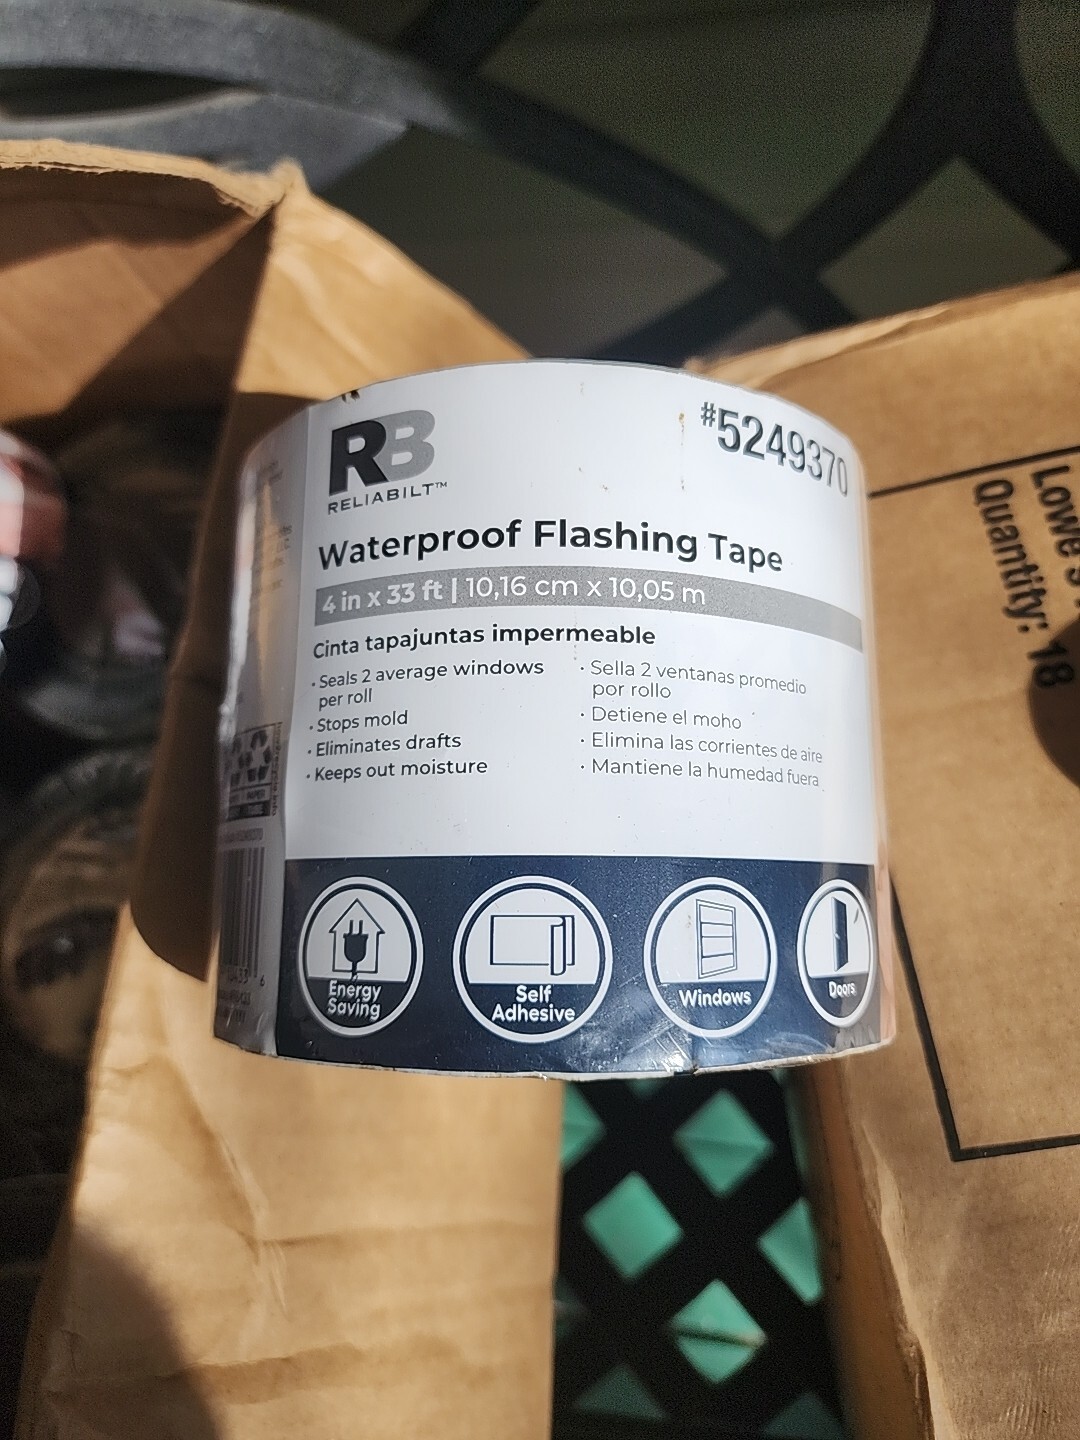 RB
RELIABILT™
#5249370
Waterproof Flashing Tape
4 in x 33 ft | 10,16 cm x 10,05 m
Cinta tapajuntas impermeable
· Seals 2 average windows
per roll
· Stops mold
· Eliminates drafts
· Keeps out moisture
· Sella 2 ventanas promedio
por rollo
· Detiene el moho
· Elimina las corrientes de aire
· Mantiene la humedad fuera
Energy
Saving
Self
Adhesive
Windows
Doors
PAPER
Quantity: 18